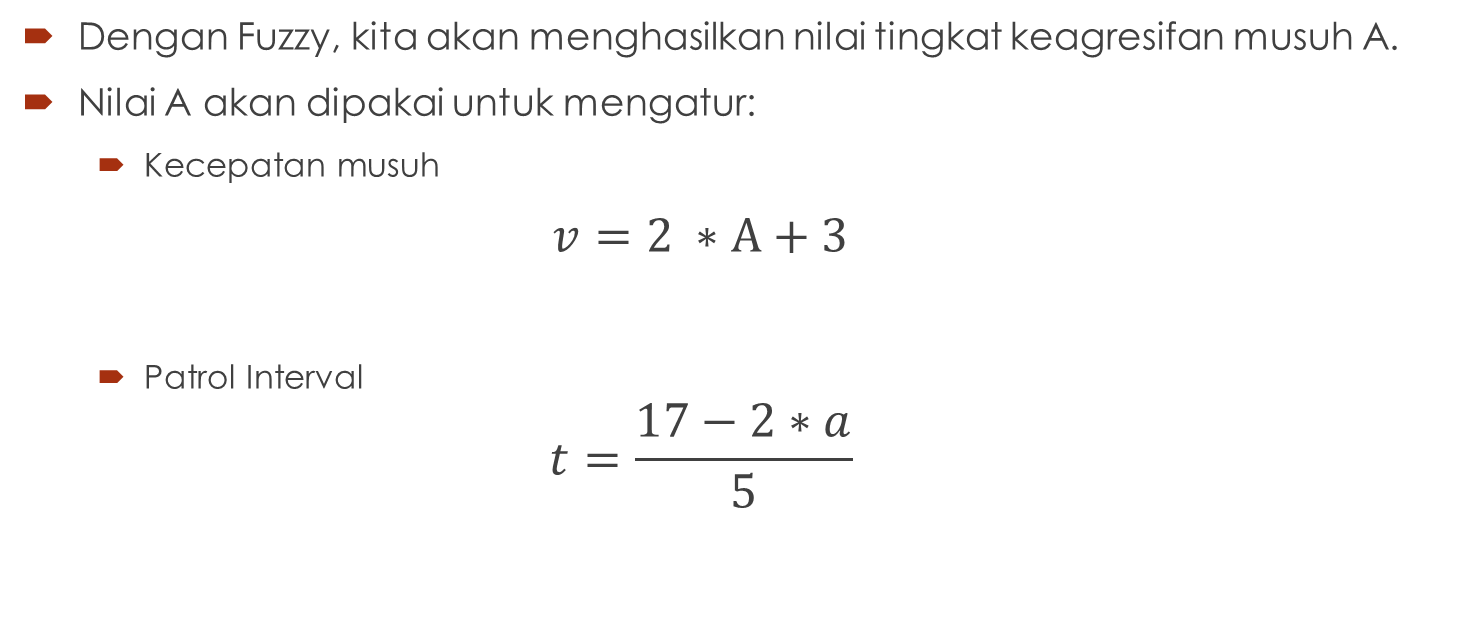 Dengan Fuzzy, kita akan menghasilkan nilai tingkat keagresifan musuh A.
Nilai A akan dipakai untuk mengatur:
Kecepatan musuh
v = 2 * A + 3
Patrol Interval
t = \frac{17 - 2 * a}{5}